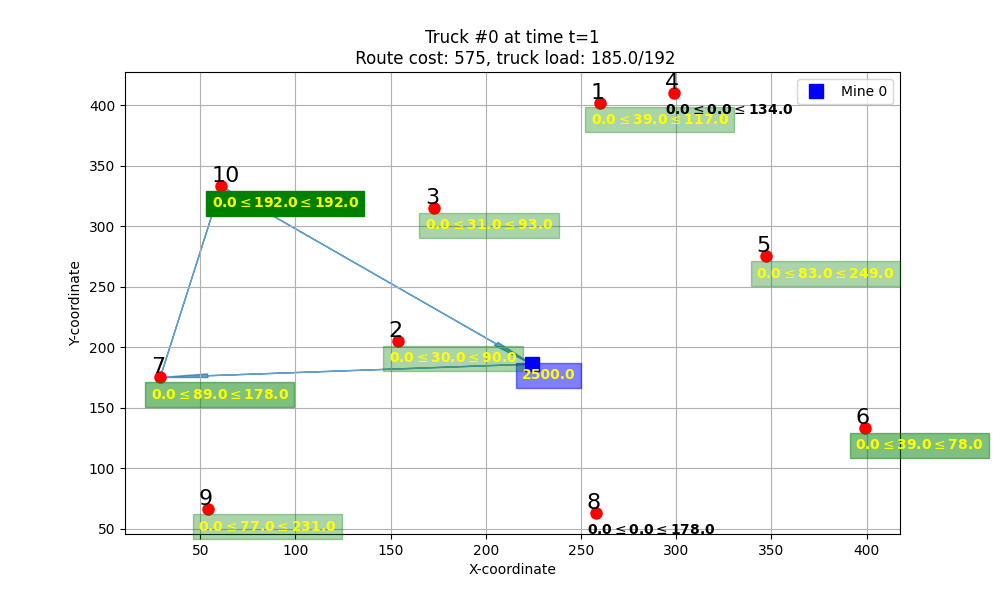 Truck #0 at time t=1
Route cost: 575, truck load: 185.0/192
Mine 0
1
0.0 ≤ 39.0 ≤ 117.0
4
0.0 ≤ 0.0 ≤ 134.0
10
0.0 ≤ 192.0 ≤ 192.0
3
0.0 ≤ 31.0 ≤ 93.0
5
0.0 ≤ 83.0 ≤ 249.0
2
0.0 ≤ 30.0 ≤ 90.0
2500.0
7
0.0 ≤ 89.0 ≤ 178.0
6
0.0 ≤ 39.0 ≤ 78.0
9
0.0 ≤ 77.0 ≤ 231.0
8
0.0 ≤ 0.0 ≤ 178.0
Y-coordinate
400
350
300
250
200
150
100
50
50 100 150 200 250 300 350 400
X-coordinate